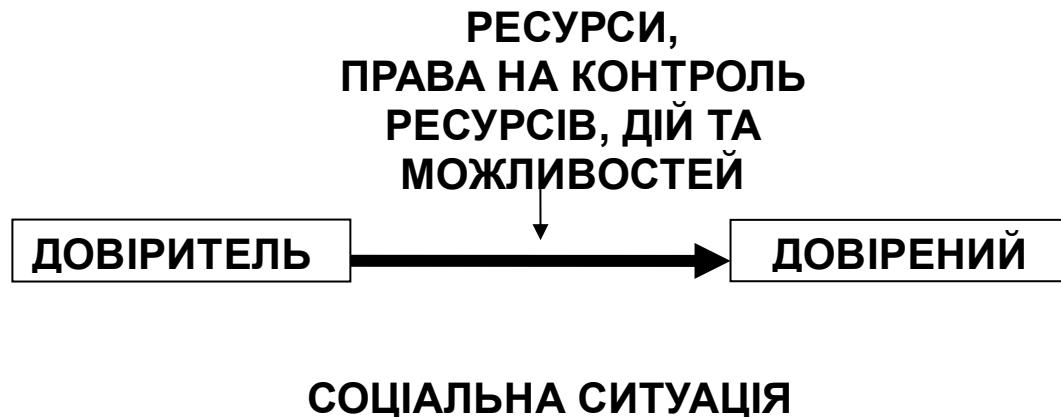 РЕСУРСИ,
ПРАВА НА КОНТРОЛЬ
РЕСУРСІВ, ДІЙ ТА
МОЖЛИВОСТЕЙ
ДОВІРИТЕЛЬ
ДОВІРЕНИЙ
СОЦІАЛЬНА СИТУАЦІЯ